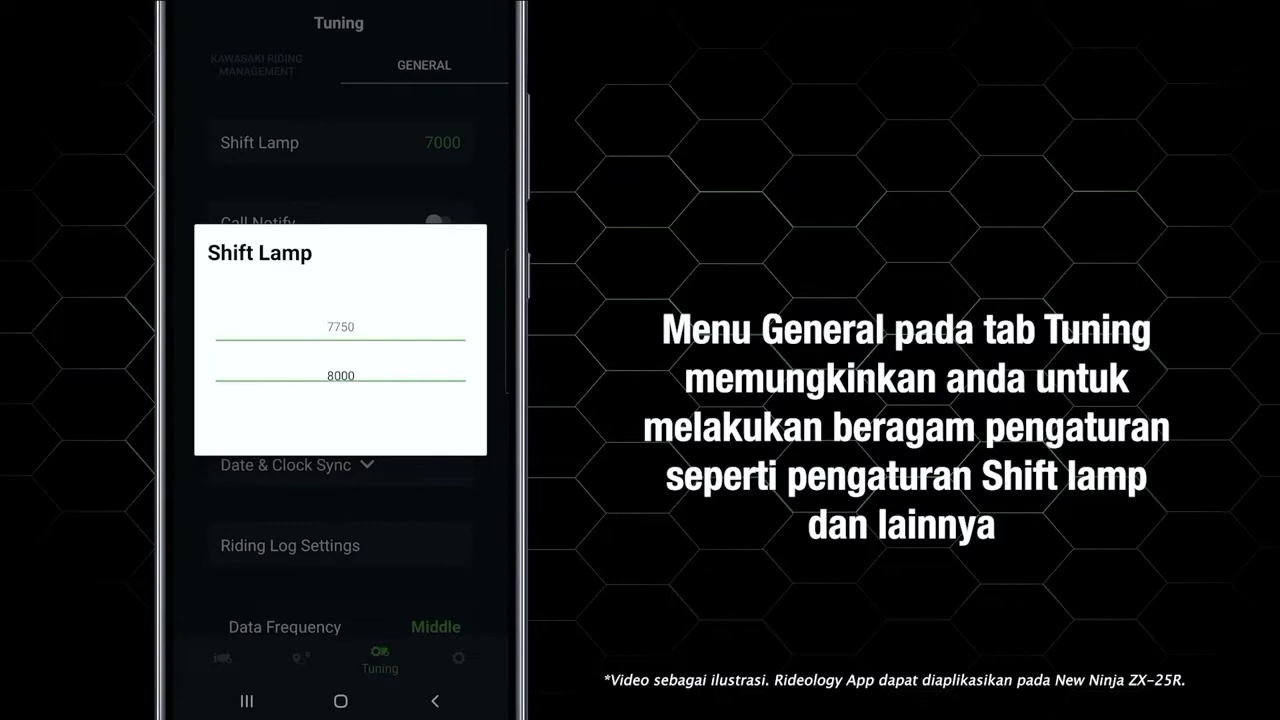 Tuning
KAWASAKI RIDING
MANAGEMENT
GENERAL
Shift Lamp 7000
Call Notify
Shift Lamp
7750
8000
Date & Clock Sync
Riding Log Settings
Data Frequency Middle
Tuning
Menu General pada tab Tuning
memungkinkan anda untuk
melakukan beragam pengaturan
seperti pengaturan Shift lamp
dan lainnya
*Video sebagai ilustrasi. Rideology App dapat diaplikasikan pada New Ninja ZX-25R.